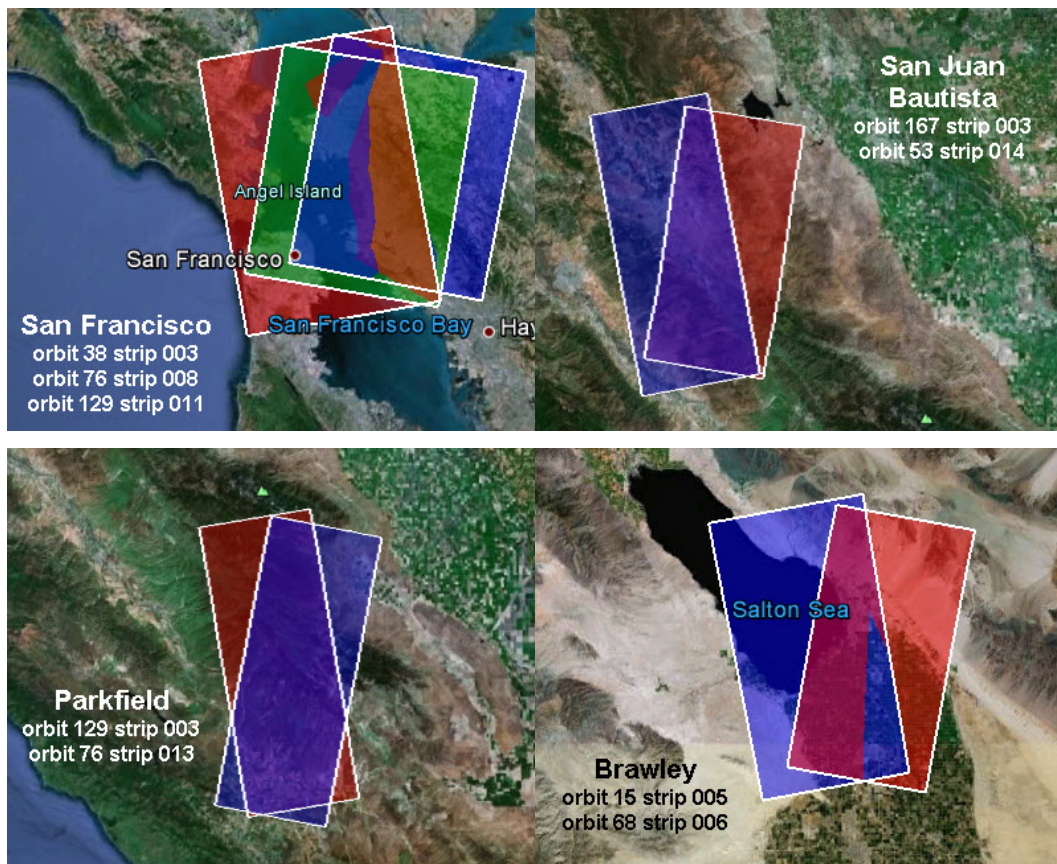 Angel Island
San Francisco
San Francisco Bay
Hay
San Francisco
orbit 38 strip 003
orbit 76 strip 008
orbit 129 strip 011
San Juan
Bautista
orbit 167 strip 003
orbit 53 strip 014
Parkfield
orbit 129 strip 003
orbit 76 strip 013
Salton Sea
Brawley
orbit 15 strip 005
orbit 68 strip 006